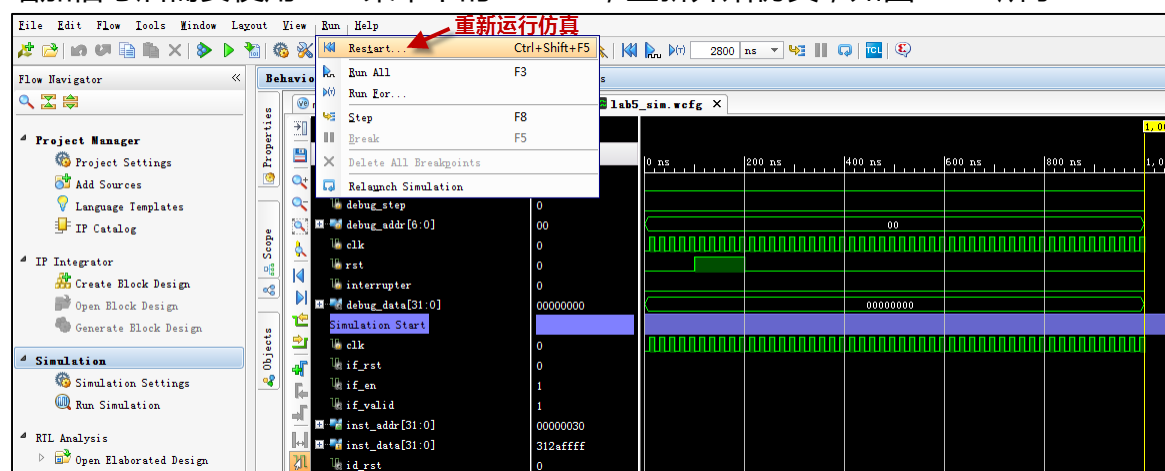 重新运行仿真
File Edit Flow Tools Window Layout View Run Help
2800 ns
Restart... Ctrl+Shift+F5
Run All F3
Run For...
Step F8
Break F5
Delete All Breakpoints
Relaunch Simulation
Flow Navigator
Project Manager
Project Settings
Add Sources
Language Templates
IP Catalog
IP Integrator
Create Block Design
Open Block Design
Generate Block Design
Simulation
Simulation Settings
Run Simulation
RTL Analysis
Open Elaborated Design
Behavio
Properties
Scope
Objects
lab5_sim.wcfg
0 ns 200 ns 400 ns 600 ns 800 ns
debug_step 0
debug_addr[6:0] 00 00
clk 0
rst 0
interrupter 0
debug_data[31:0] 00000000 00000000
Simulation Start
clk 0
if_rst 0
if_en 1
if_valid 1
inst_addr[31:0] 00000030
inst_data[31:0] 312affff
id_rst 0